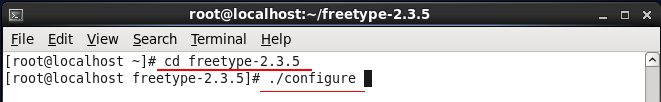 root@localhost:~/freetype-2.3.5
File Edit View Search Terminal Help
[root@localhost ~]# cd freetype-2.3.5
[root@localhost freetype-2.3.5]# ./configure